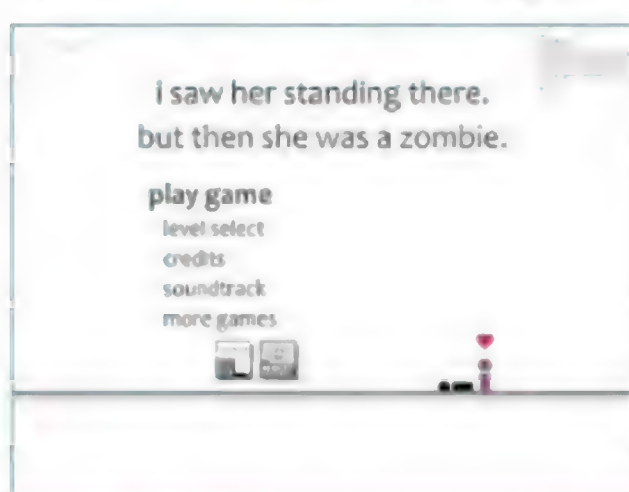 i saw her standing there.
but then she was a zombie.
play game
level select
credits
soundtrack
more games